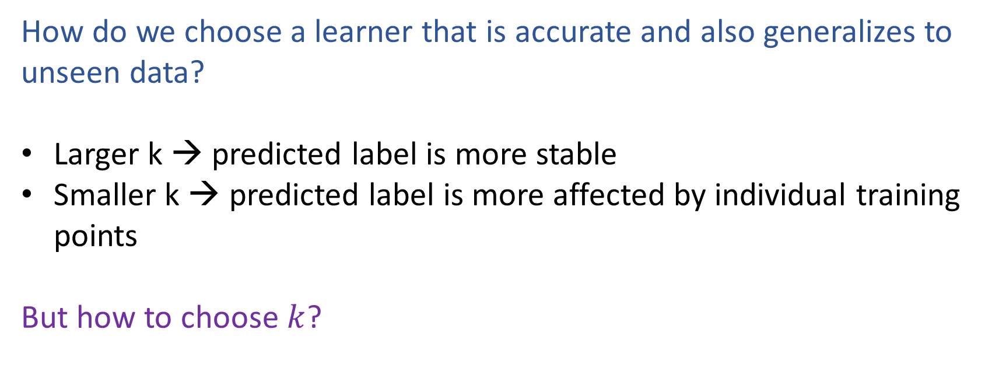 How do we choose a learner that is accurate and also generalizes to
unseen data?
• Larger k → predicted label is more stable
• Smaller k → predicted label is more affected by individual training
points
But how to choose k?